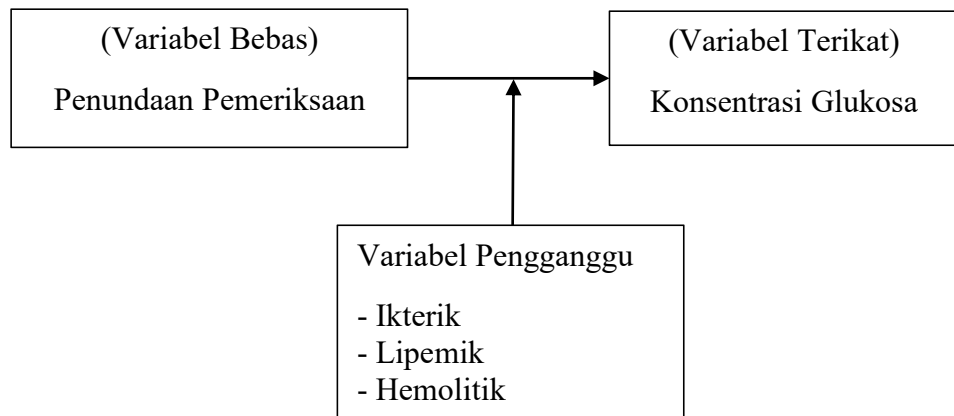 (Variabel Bebas)
Penundaan Pemeriksaan
(Variabel Terikat)
Konsentrasi Glukosa
Variabel Pengganggu
- Ikterik
- Lipemik
- Hemolitik